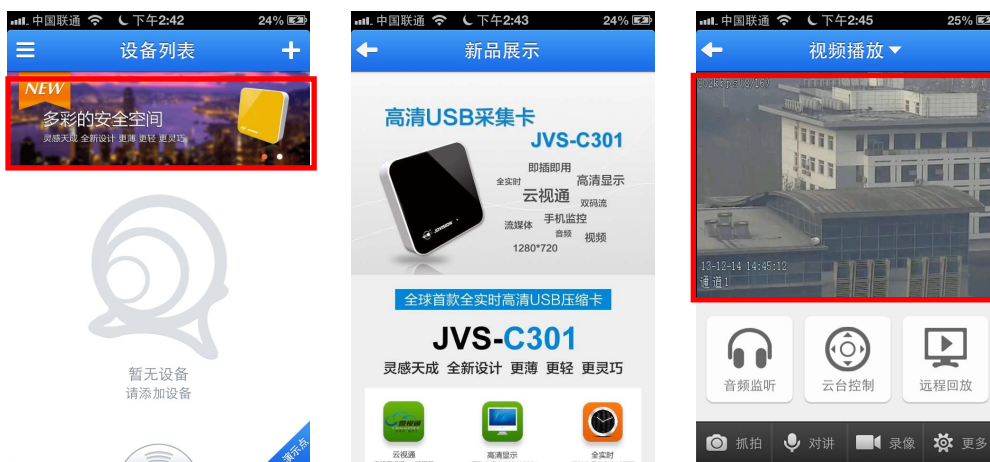 中国联通 下午2:42 24%
设备列表
NEW
多彩的安全空间
灵感天成 全新设计 更薄 更轻 更灵巧
暂无设备
请添加设备
演示点
中国联通 下午2:43 24%
新品展示
高清USB采集卡
JVS-C301
即插即用
全实时 高清显示
云视通 双码流
流媒体 手机监控
音频 视频
1280*720
JOVISION
全球首款全实时高清USB压缩卡
JVS-C301
灵感天成 全新设计 更薄 更轻 更灵巧
云视通
云视通 高清显示 全实时
中国联通 下午2:45 25%
视频播放
13-12-14 14:45:12
通道1
音频监听 云台控制 远程回放
抓拍 对讲 录像 更多